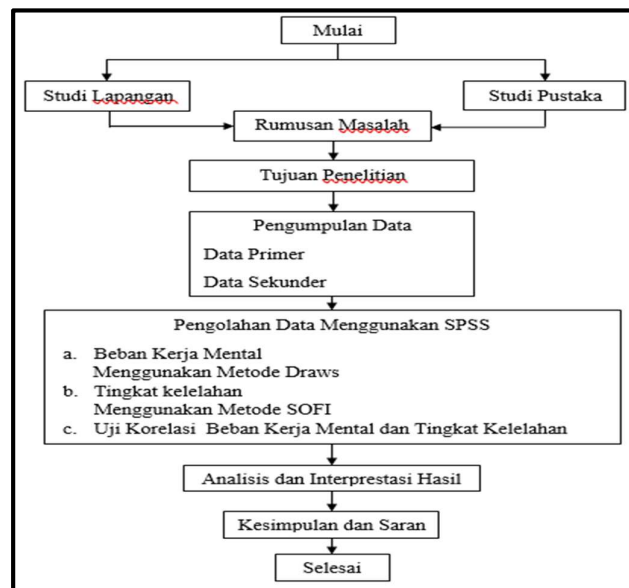 Mulai
Studi Lapangan
Studi Pustaka
Rumusan Masalah
Tujuan Penelitian
Pengumpulan Data
Data Primer
Data Sekunder
Pengolahan Data Menggunakan SPSS
a. Beban Kerja Mental
Menggunakan Metode Draws
b. Tingkat kelelahan
Menggunakan Metode SOFI
c. Uji Korelasi Beban Kerja Mental dan Tingkat Kelelahan
Analisis dan Interprestasi Hasil
Kesimpulan dan Saran
Selesai